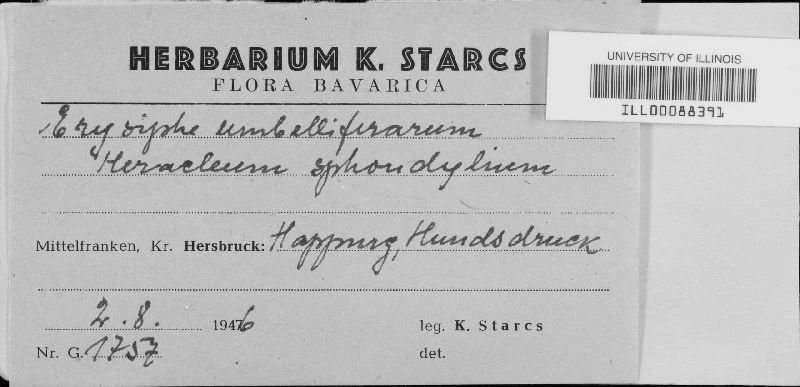 HERBARIUM K. STARCS
FLORA BAVARICA
UNIVERSITY OF ILLINOIS
ILL00088391
Erysiphe umbelliferarum
Heracleum sphondylium
Mittelfranken, Kr. Hersbruck: Happurg, Hundsdruck
2. 8. 1946
leg. K. Starcs
Nr. G. 1757
det.